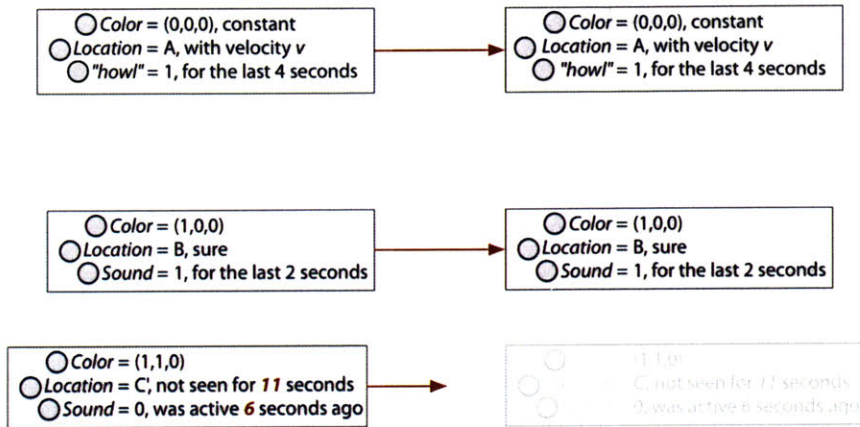 Color = (0,0,0), constant
Location = A, with velocity v
"howl" = 1, for the last 4 seconds
Color = (0,0,0), constant
Location = A, with velocity v
"howl" = 1, for the last 4 seconds
Color = (1,0,0)
Location = B, sure
Sound = 1, for the last 2 seconds
Color = (1,0,0)
Location = B, sure
Sound = 1, for the last 2 seconds
Color = (1,1,0)
Location = C', not seen for 11 seconds
Sound = 0, was active 6 seconds ago
(1,1,0)
C, not seen for 11 seconds
0, was active 6 seconds ago